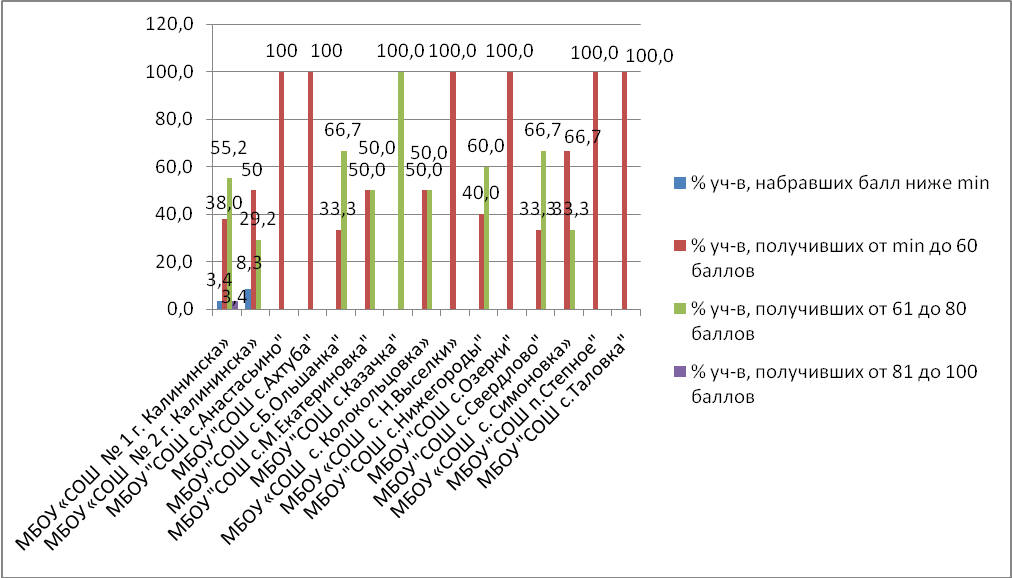 120,0
100,0
80,0
60,0
40,0
20,0
0,0
100 100 100,0 100,0 100,0 100,0 100,0
66,7 66,7 66,7
55,2 50 50,0 50,0 60,0
50,0 50,0
38,0 29,2 33,3 40,0 33,3 33,3
8,3
3,4
3,4
МБОУ «СОШ № 1 г. Калининска»
МБОУ «СОШ № 2 г. Калининска»
МБОУ "СОШ с.Анастасьино"
МБОУ "СОШ с.Ахтуба"
МБОУ "СОШ с.Б.Ольшанка"
МБОУ "СОШ с.М.Екатериновка"
МБОУ "СОШ с.Казачка"
МБОУ «СОШ с. Колокольцовка»
МБОУ «СОШ с. Н.Выселки»
МБОУ "СОШ с.Нижегороды"
МБОУ "СОШ с.Озерки"
МБОУ "СОШ с.Свердлово"
МБОУ «СОШ с. Симоновка»
МБОУ "СОШ п.Степное"
МБОУ "СОШ с.Таловка"
% уч-в, набравших балл ниже min
% уч-в, получивших от min до 60
баллов
% уч-в, получивших от 61 до 80
баллов
% уч-в, получивших от 81 до 100
баллов